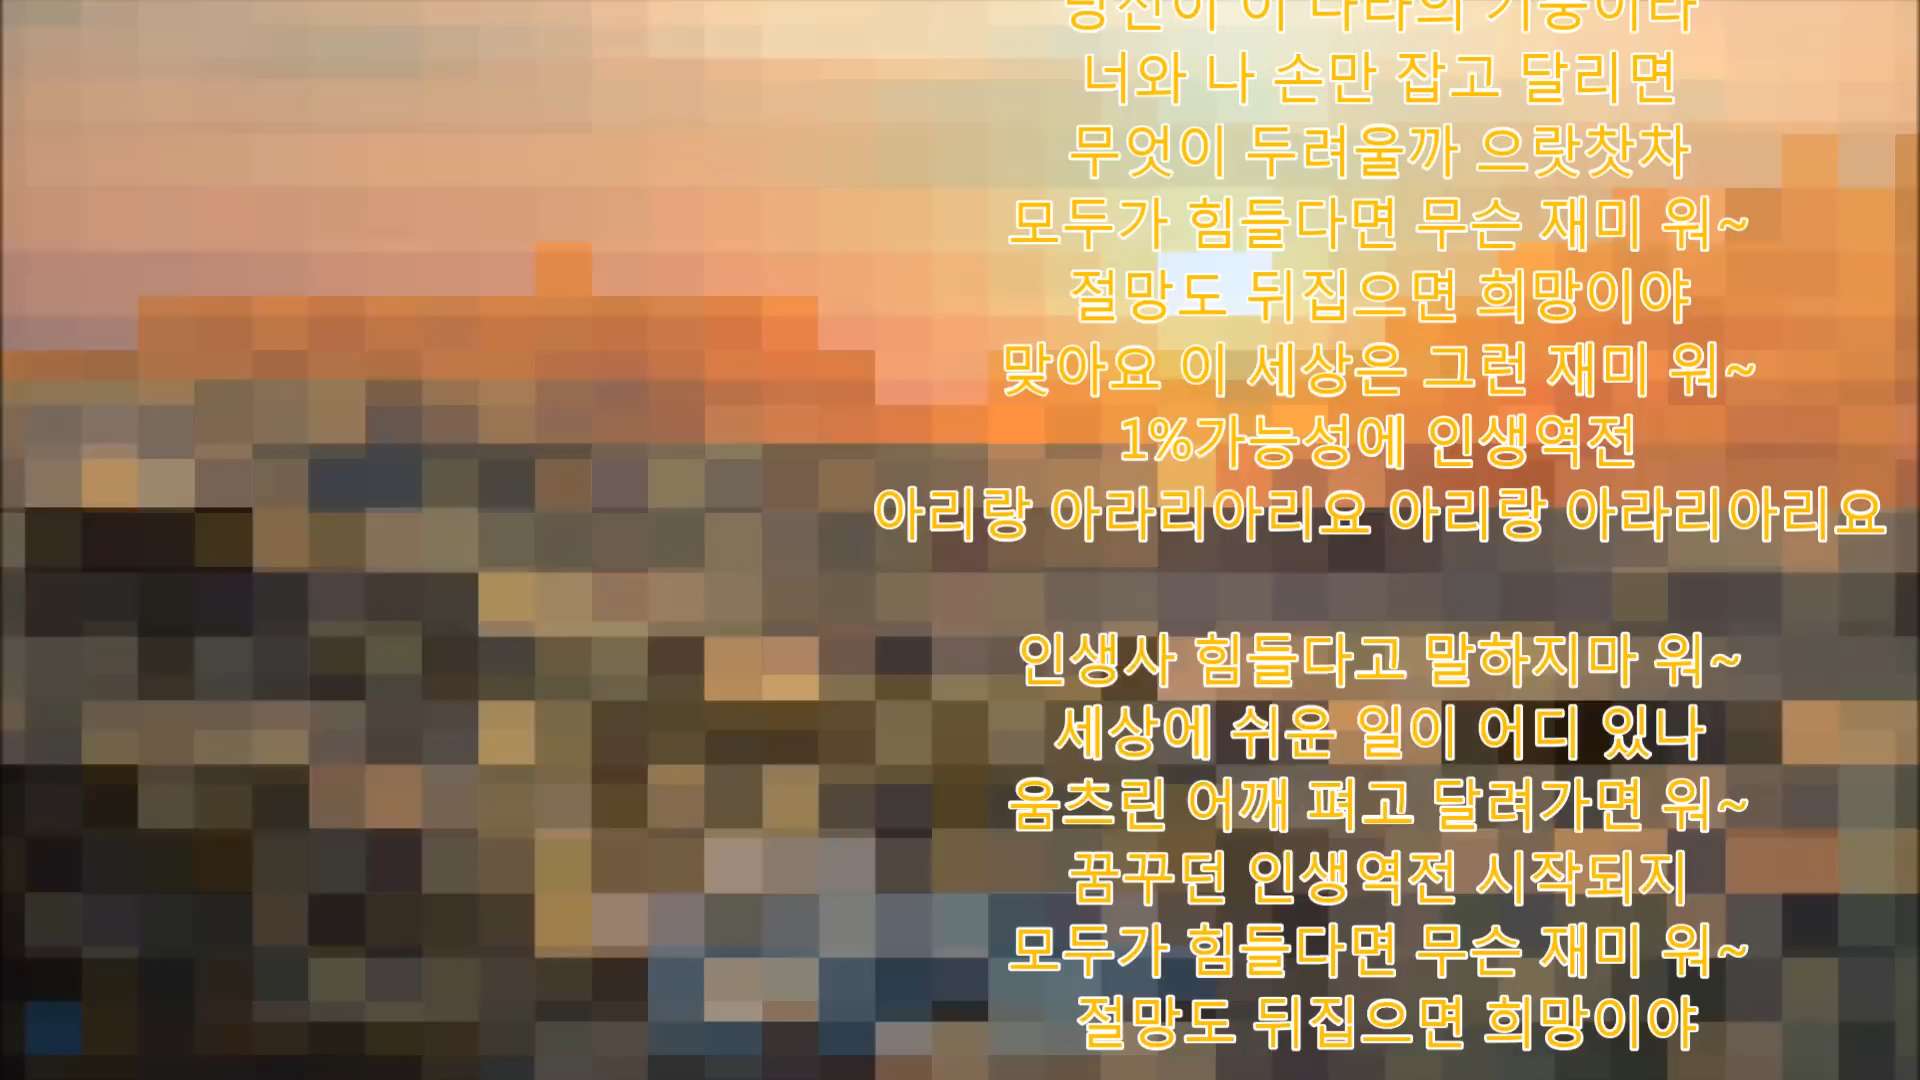 너와 나 손만 잡고 달리면
무엇이 두려울까 으랏찻차
모두가 힘들다면 무슨 재미 워~
절망도 뒤집으면 희망이야
맞아요 이 세상은 그런 재미 워~
1%가능성에 인생역전
아리랑 아라리아리요 아리랑 아라리아리요
인생사 힘들다고 말하지마 워~
세상에 쉬운 일이 어디 있나
움츠린 어깨 펴고 달려가면 워~
꿈꾸던 인생역전 시작되지
모두가 힘들다면 무슨 재미 워~
절망도 뒤집으면 희망이야